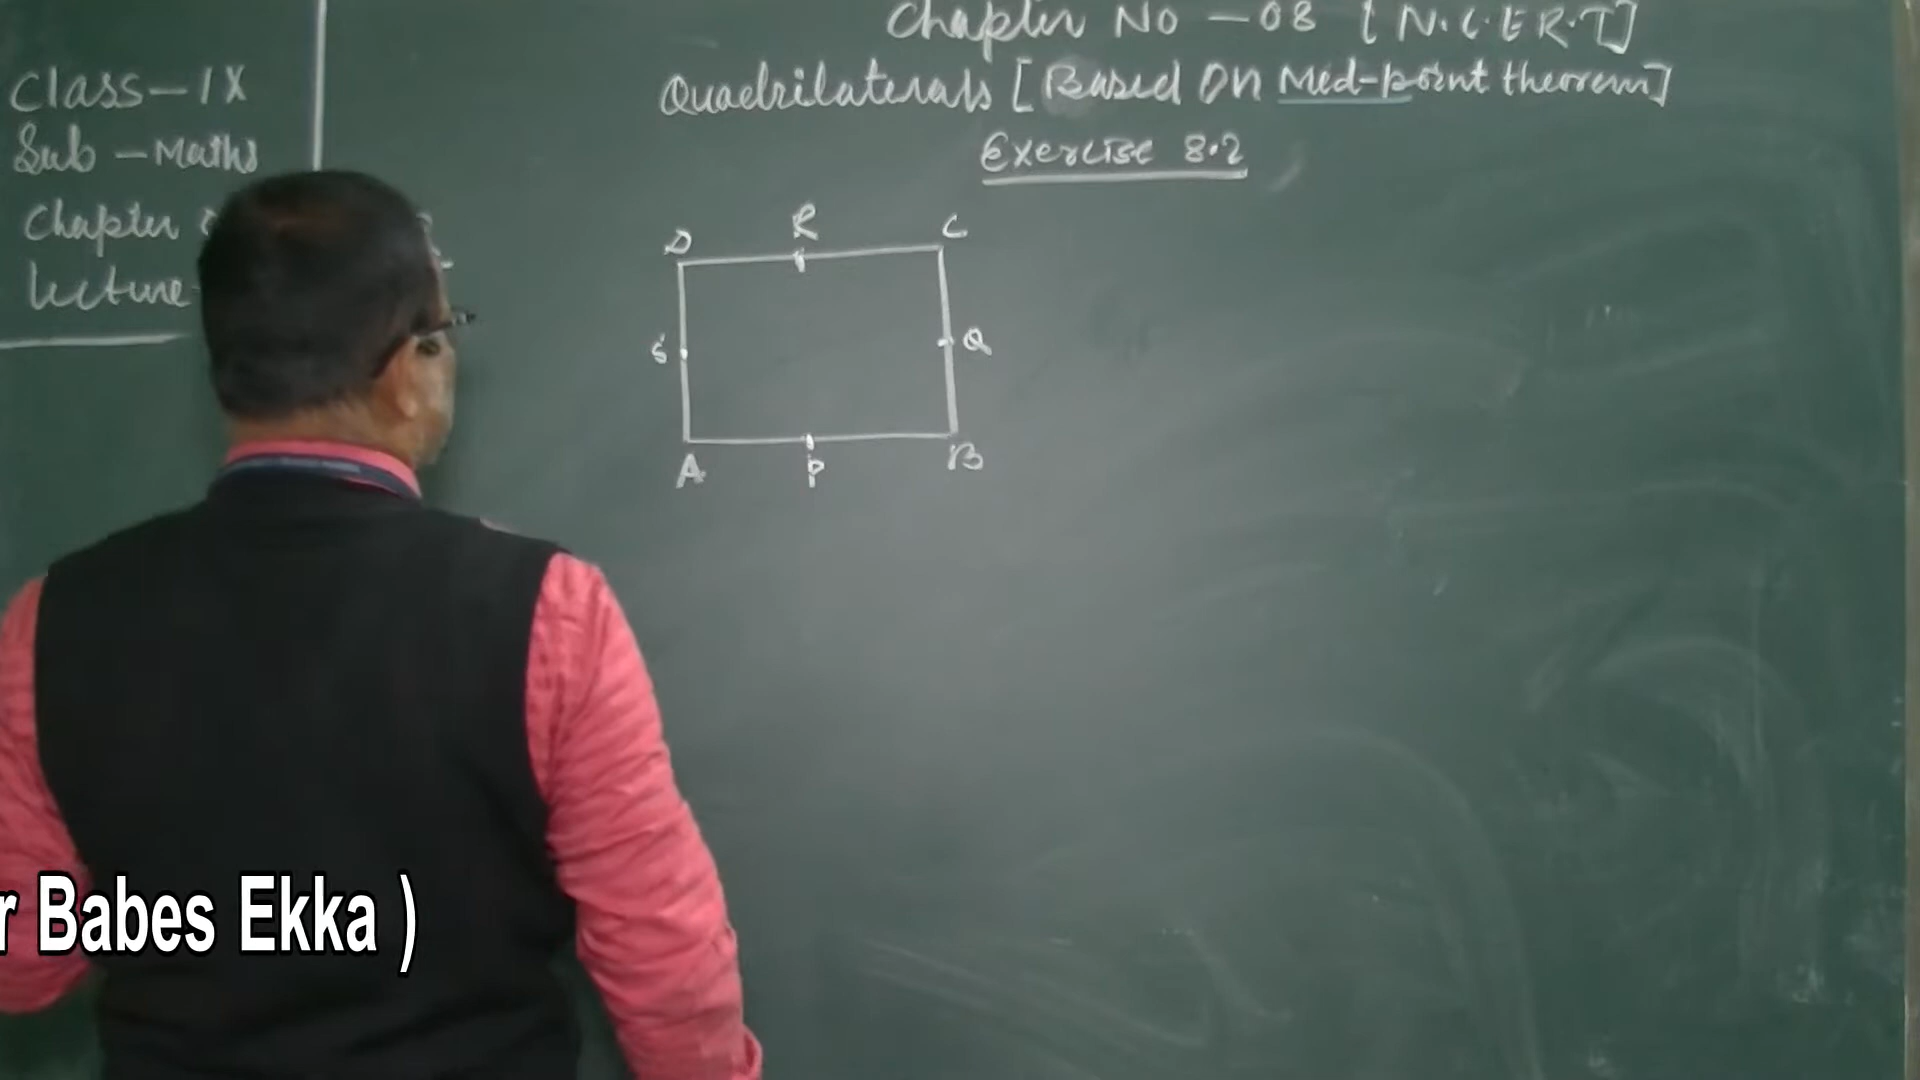 Chapter No - 08 [N.C.E.R.T]
Quadrilaterals [Based On Mid-point theorem]
Exercise 8.2
Class - IX
Sub - Maths
Chapter
Lecture
D R C
S Q
A P B
Babes Ekka )